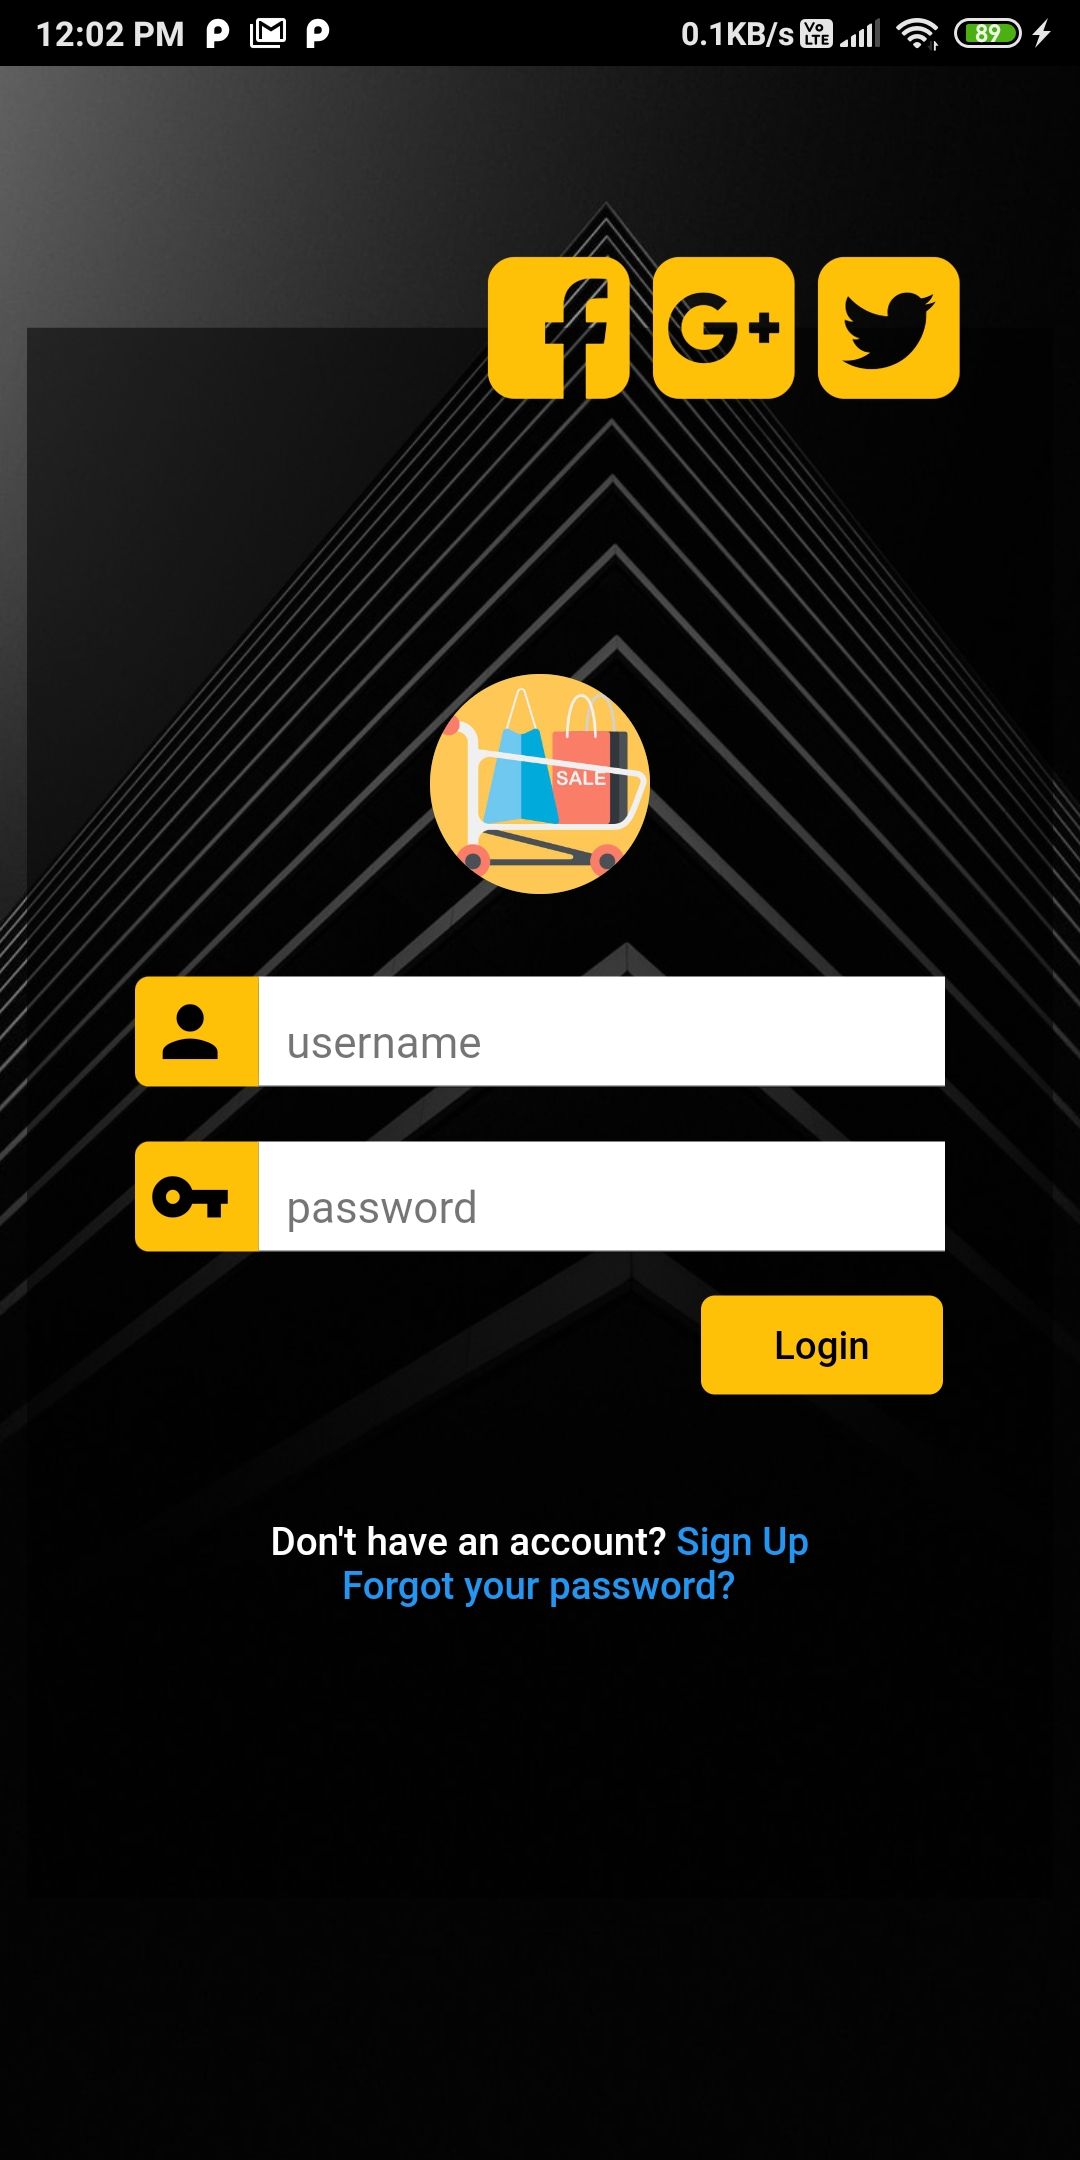 12:02 PM 0.1KB/s Vo LTE 89
G+
SALE
username
password
Login
Don't have an account? Sign Up
Forgot your password?